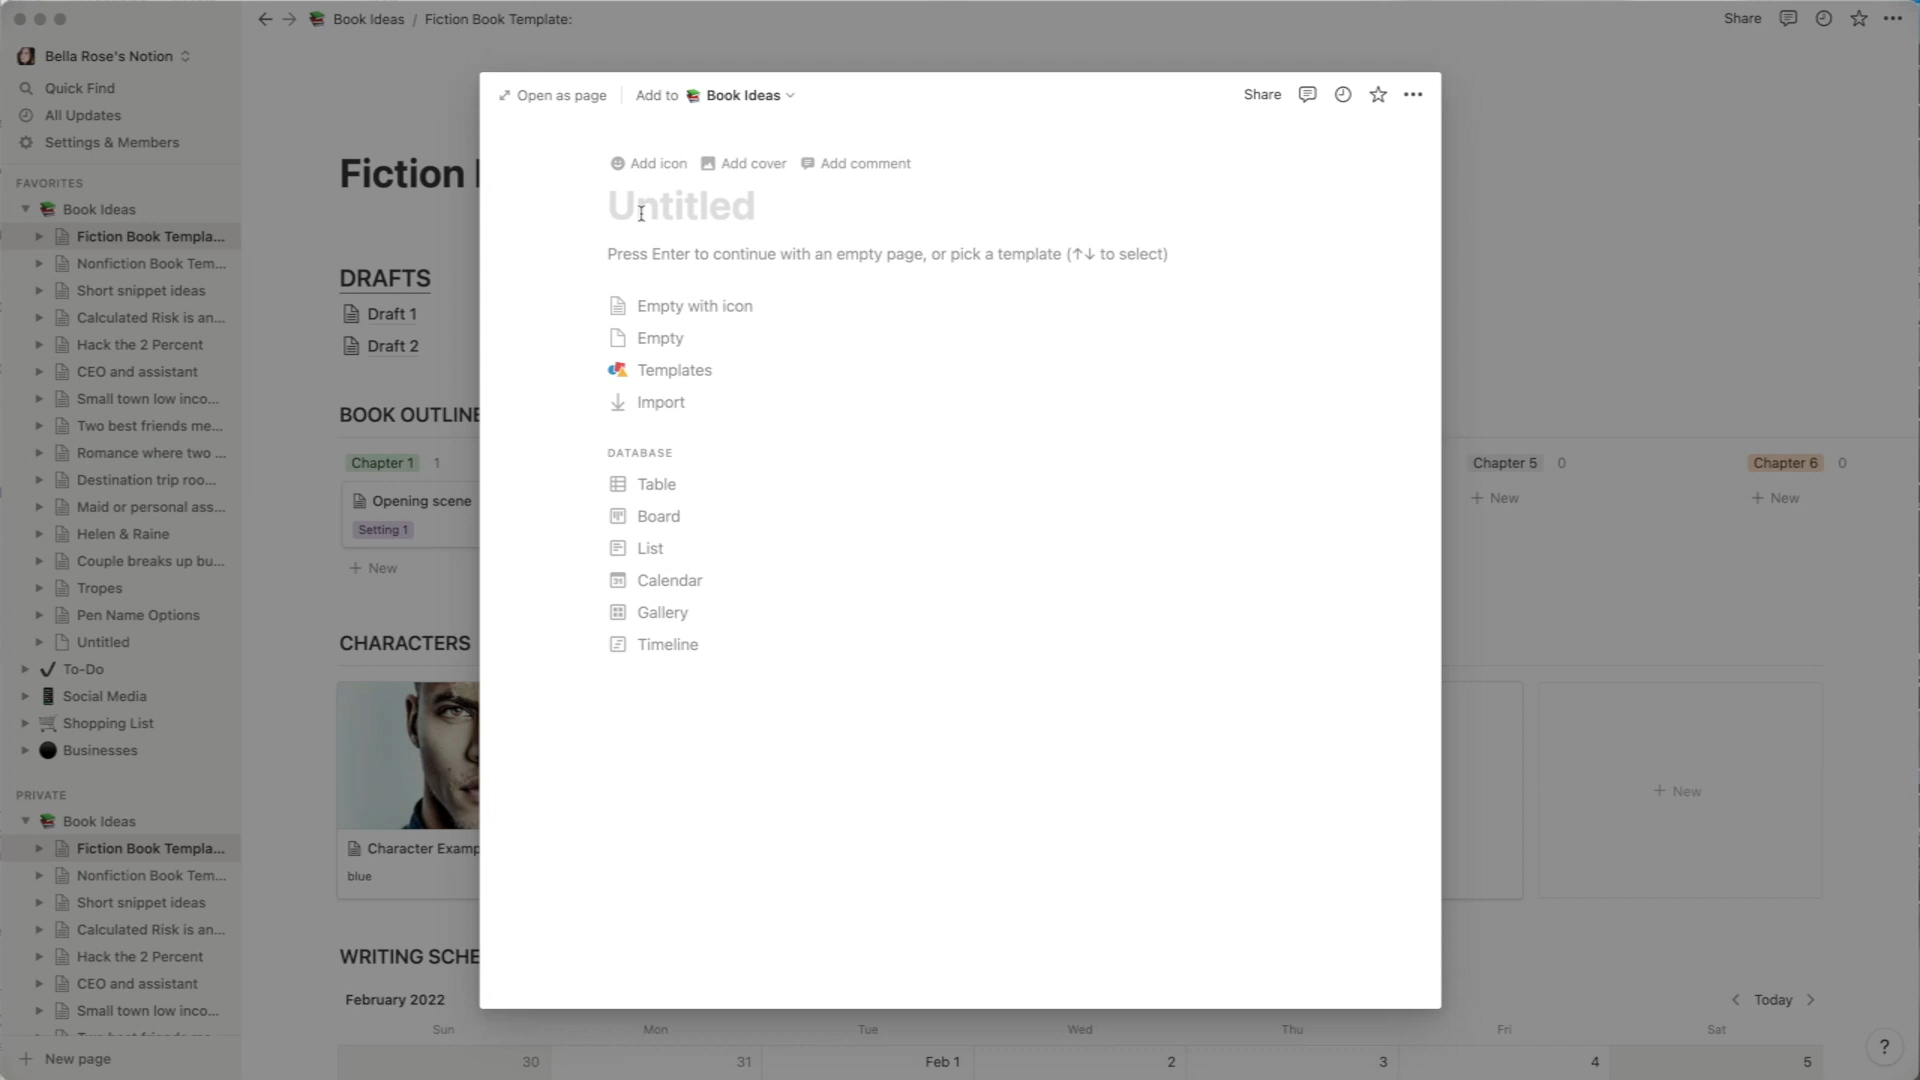 Book Ideas / Fiction Book Template:
Share
Bella Rose's Notion
Quick Find
All Updates
Settings & Members
FAVORITES
Book Ideas
Fiction Book Templa...
Nonfiction Book Tem...
Short snippet ideas
Calculated Risk is an...
Hack the 2 Percent
CEO and assistant
Small town low inco...
Two best friends me...
Romance where two ...
Destination trip roo...
Maid or personal ass...
Helen & Raine
Couple breaks up bu...
Tropes
Pen Name Options
Untitled
To-Do
Social Media
Shopping List
Businesses
PRIVATE
Book Ideas
Fiction Book Templa...
Nonfiction Book Tem...
Short snippet ideas
Calculated Risk is an...
Hack the 2 Percent
CEO and assistant
Small town low inco...
+ New page
Fiction
DRAFTS
Draft 1
Draft 2
BOOK OUTLINE
Chapter 1 1
Opening scene
Setting 1
+ New
Chapter 5 0
+ New
Chapter 6 0
+ New
CHARACTERS
Character Examp
blue
+ New
WRITING SCHE
February 2022
Today
Sun Mon Tue Wed Thu Fri Sat
30 31 Feb 1 2 3 4 5
?
Open as page
Add to Book Ideas
Share
Add icon Add cover Add comment
Untitled
Press Enter to continue with an empty page, or pick a template (↑↓ to select)
Empty with icon
Empty
Templates
Import
DATABASE
Table
Board
List
31 Calendar
Gallery
Timeline